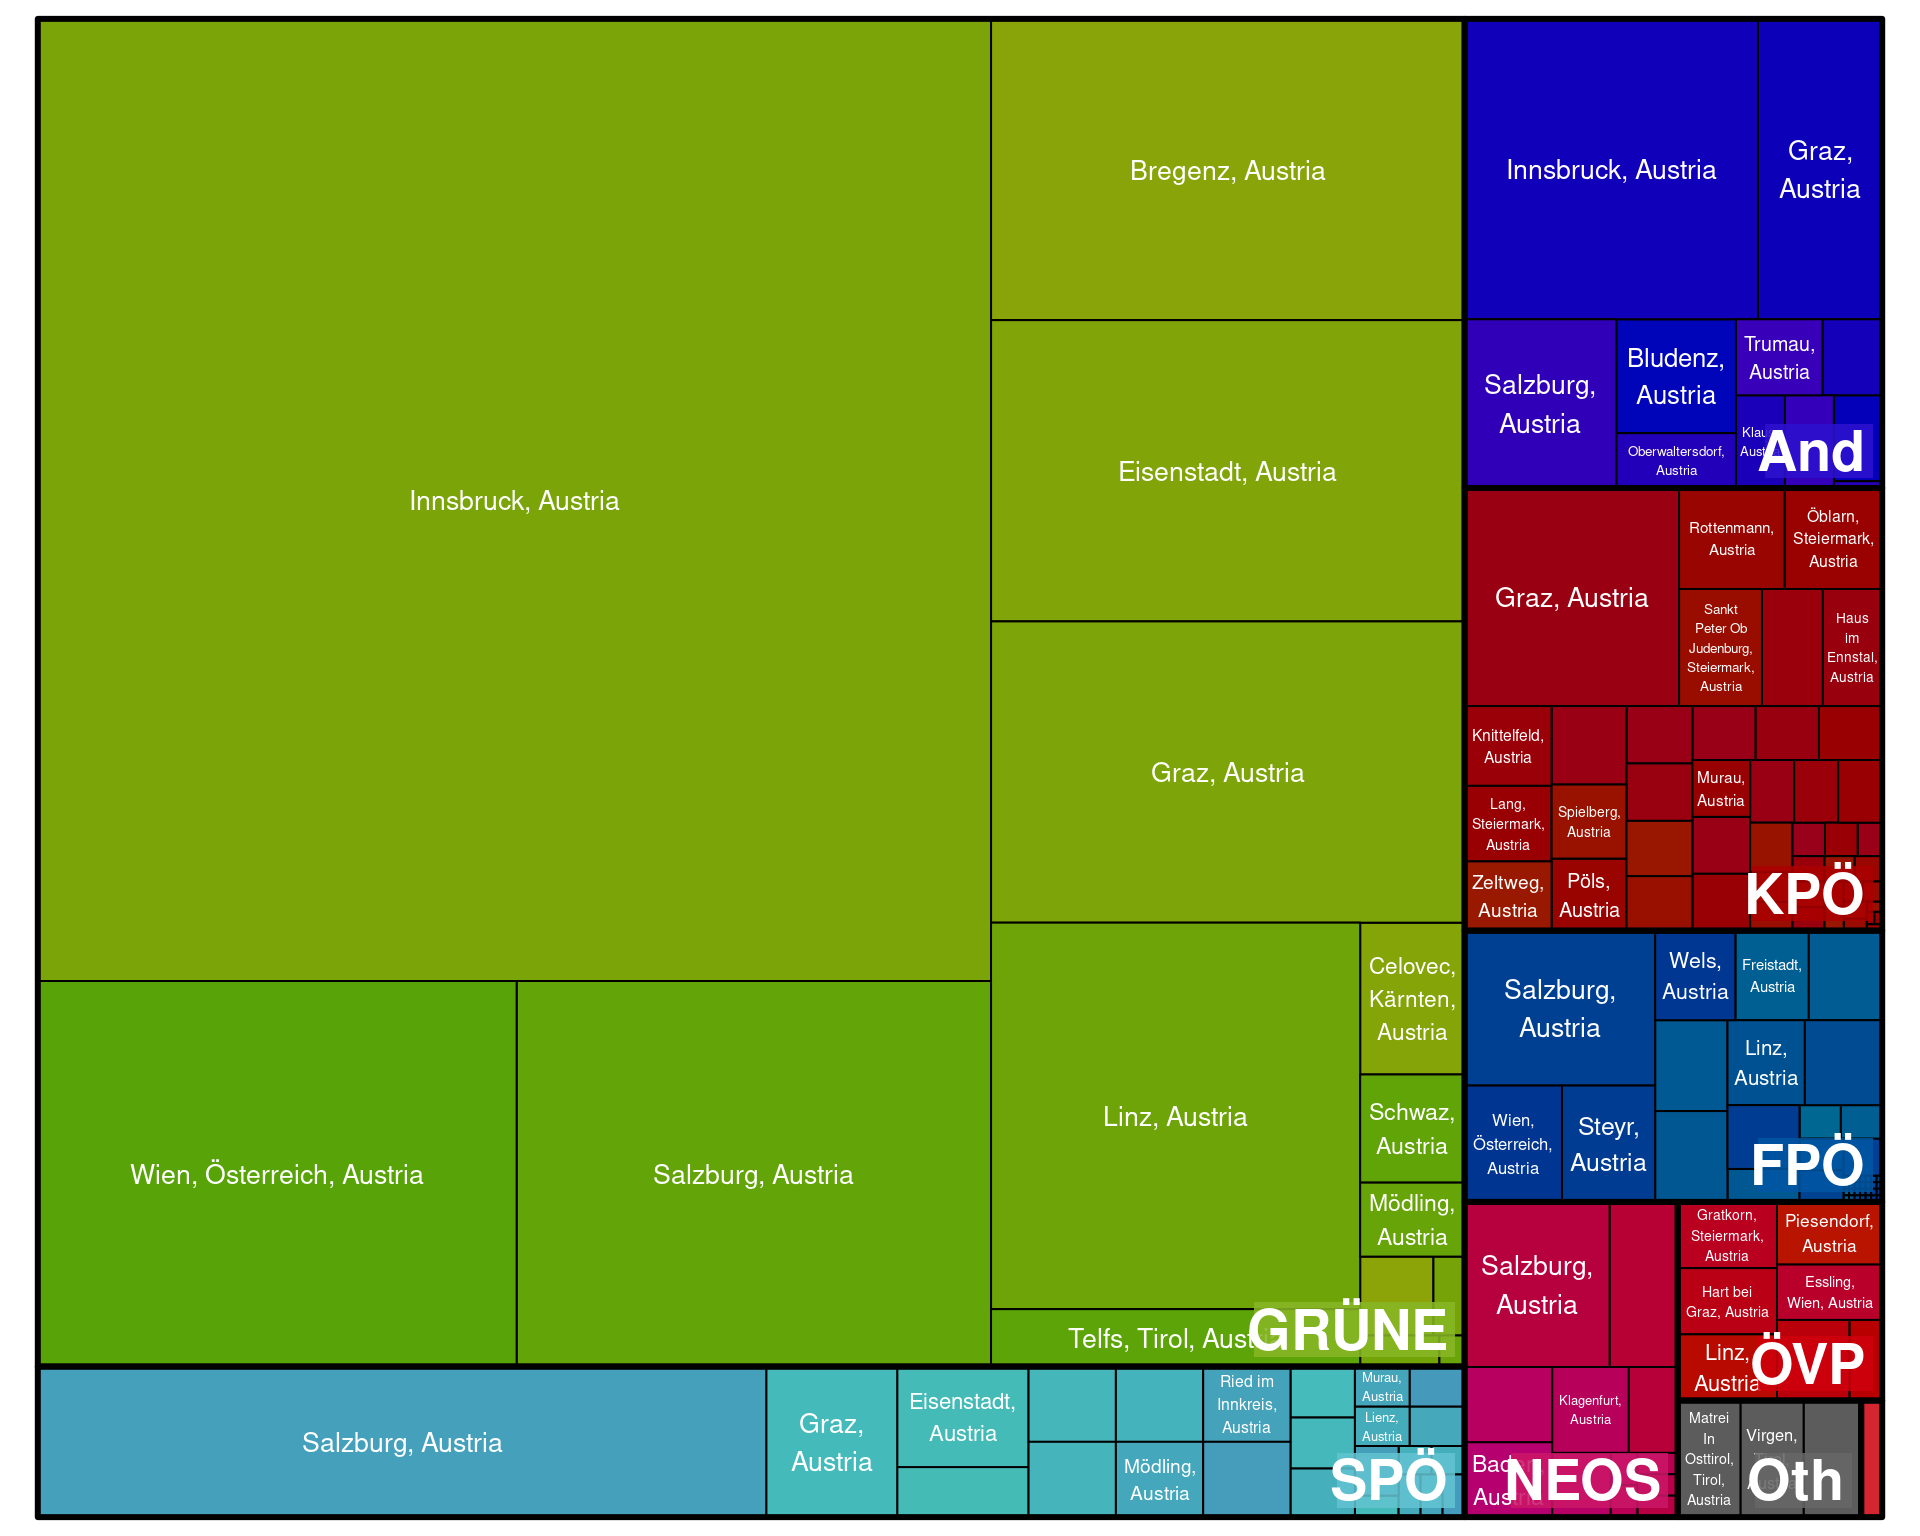 Innsbruck, Austria
Bregenz, Austria
Eisenstadt, Austria
Graz, Austria
Wien, Österreich, Austria
Salzburg, Austria
Linz, Austria
Celovec,
Kärnten,
Austria
Schwaz,
Austria
Mödling,
Austria
Telfs, Tirol,
GRÜNE
Salzburg, Austria
Graz,
Austria
Eisenstadt,
Austria
Mödling,
Austria
Ried im
Innkreis,
Austria
Murau,
Austria
Lienz,
Austria
SPÖ
Innsbruck, Austria
Graz,
Austria
Salzburg,
Austria
Bludenz,
Austria
Oberwaltersdorf,
Austria
Trumau,
Austria
And
Graz, Austria
Rottenmann,
Austria
Öblarn,
Steiermark,
Austria
Sankt
Peter Ob
Judenburg,
Steiermark,
Austria
Haus
im
Ennstal,
Austria
Knittelfeld,
Austria
Lang,
Steiermark,
Austria
Zeltweg,
Austria
Spielberg,
Austria
Pöls,
Austria
Murau,
Austria
KPÖ
Salzburg,
Austria
Wels,
Austria
Freistadt,
Austria
Linz,
Austria
Wien,
Österreich,
Austria
Steyr,
Austria
FPÖ
Salzburg,
Austria
Klagenfurt,
Austria
Baden,
Austria
NEOS
Gratkorn,
Steiermark,
Austria
Piesendorf,
Austria
Hart bei
Graz, Austria
Essling,
Wien, Austria
Linz,
Austria
ÖVP
Matrei
In
Osttirol,
Tirol,
Austria
Virgen,
Oth